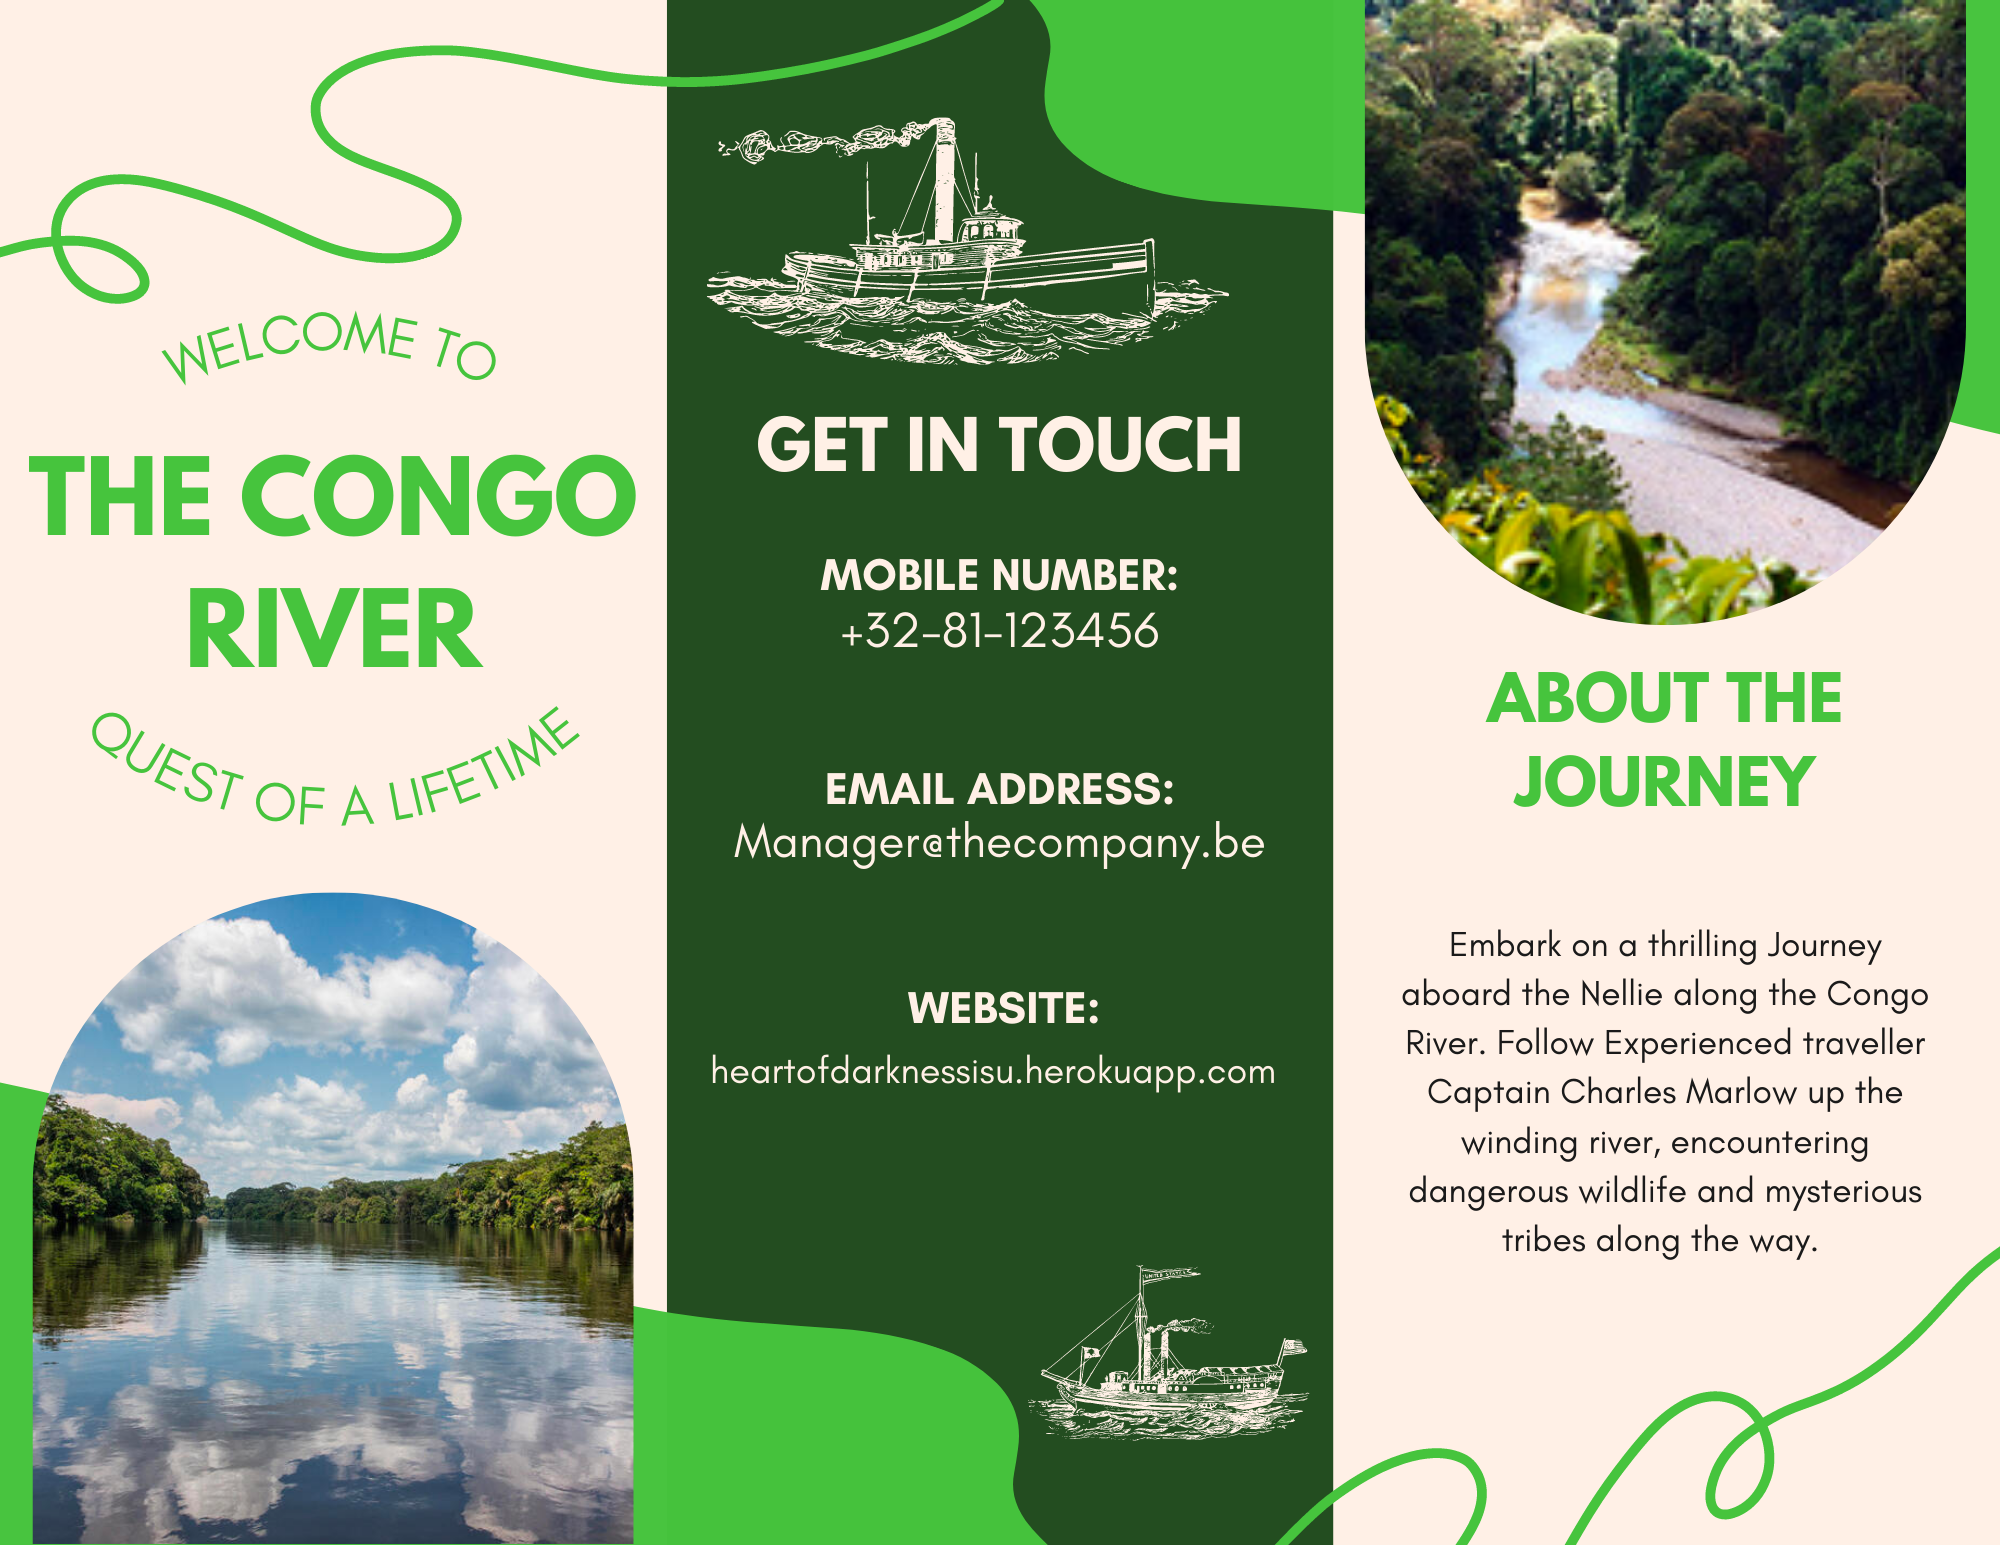 WELCOME TO
THE CONGO
RIVER
QUEST OF A LIFETIME
GET IN TOUCH
MOBILE NUMBER:
+32-81-123456
EMAIL ADDRESS:
Manager@thecompany.be
WEBSITE:
heartofdarknessisu.herokuapp.com
UNITED STATES
ABOUT THE
JOURNEY
Embark on a thrilling Journey
aboard the Nellie along the Congo
River. Follow Experienced traveller
Captain Charles Marlow up the
winding river, encountering
dangerous wildlife and mysterious
tribes along the way.